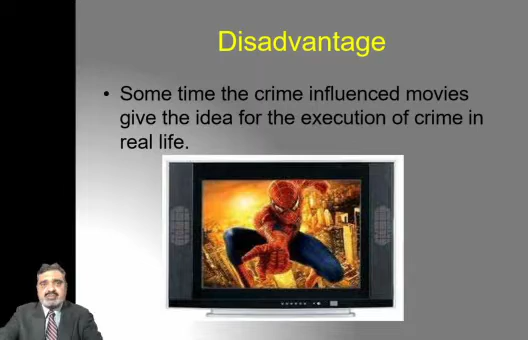 Disadvantage
• Some time the crime influenced movies
give the idea for the execution of crime in
real life.